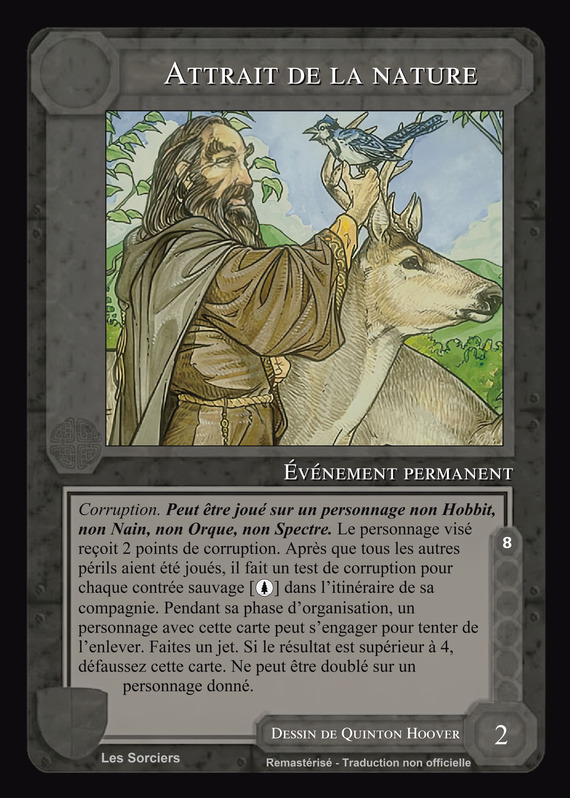 Attrait de la nature
Événement permanent
Corruption. Peut être joué sur un personnage non Hobbit,
non Nain, non Orque, non Spectre. Le personnage visé
reçoit 2 points de corruption. Après que tous les autres
périls aient été joués, il fait un test de corruption pour
chaque contrée sauvage [ ] dans l'itinéraire de sa
compagnie. Pendant sa phase d'organisation, un
personnage avec cette carte peut s'engager pour tenter de
l'enlever. Faites un jet. Si le résultat est supérieur à 4,
défaussez cette carte. Ne peut être doublé sur un
personnage donné.
8
Dessin de Quinton Hoover
2
Les Sorciers
Remastérisé - Traduction non officielle